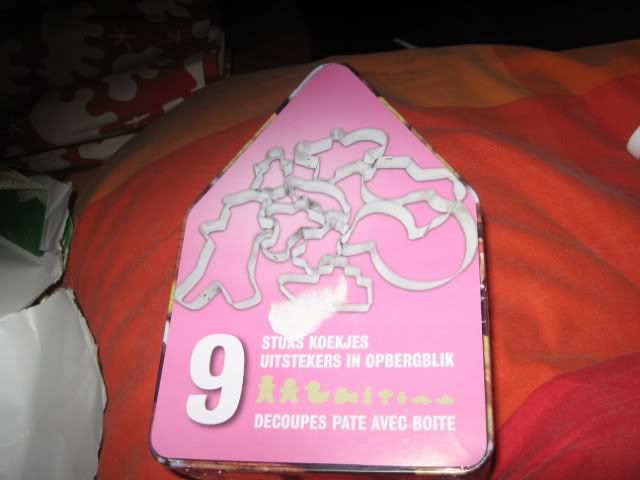 9
STUKS KOEKJES
UITSTEKERS IN OPBERGBLIK
DECOUPES PATE AVEC BOITE